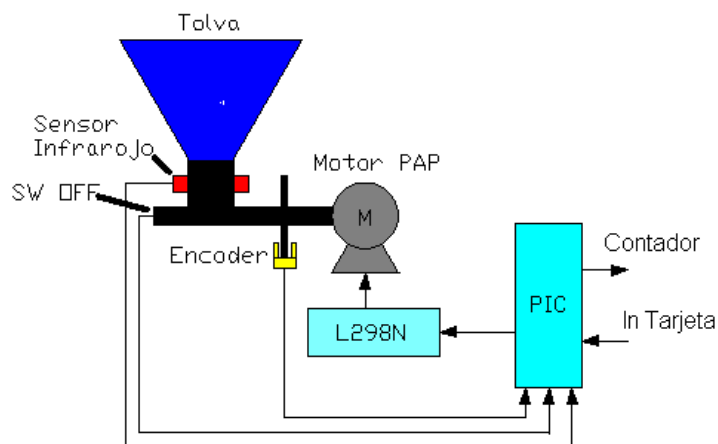 Tolva
Sensor
Infrarojo
Motor PAP
SW OFF
M
Encoder
Contador
PIC
In Tarjeta
L298N